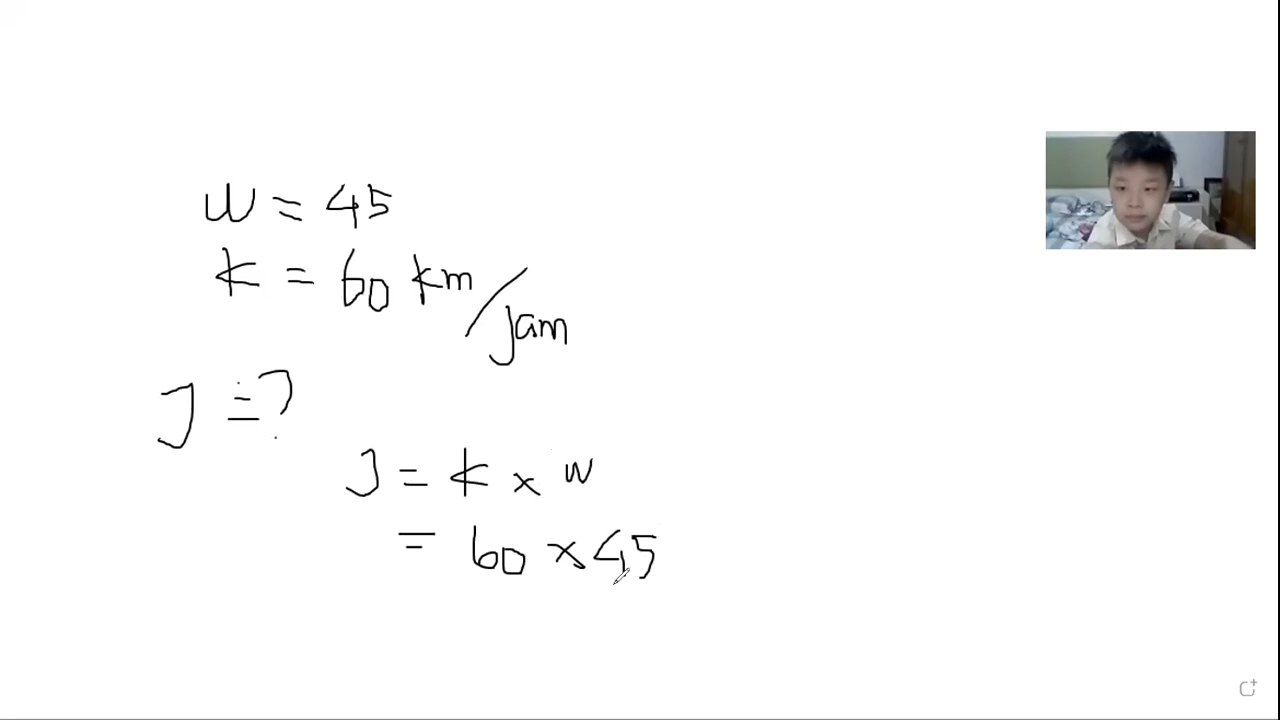 W = 45
K = 60 km/jam
J = ?
J = K x W
= 60 x 45